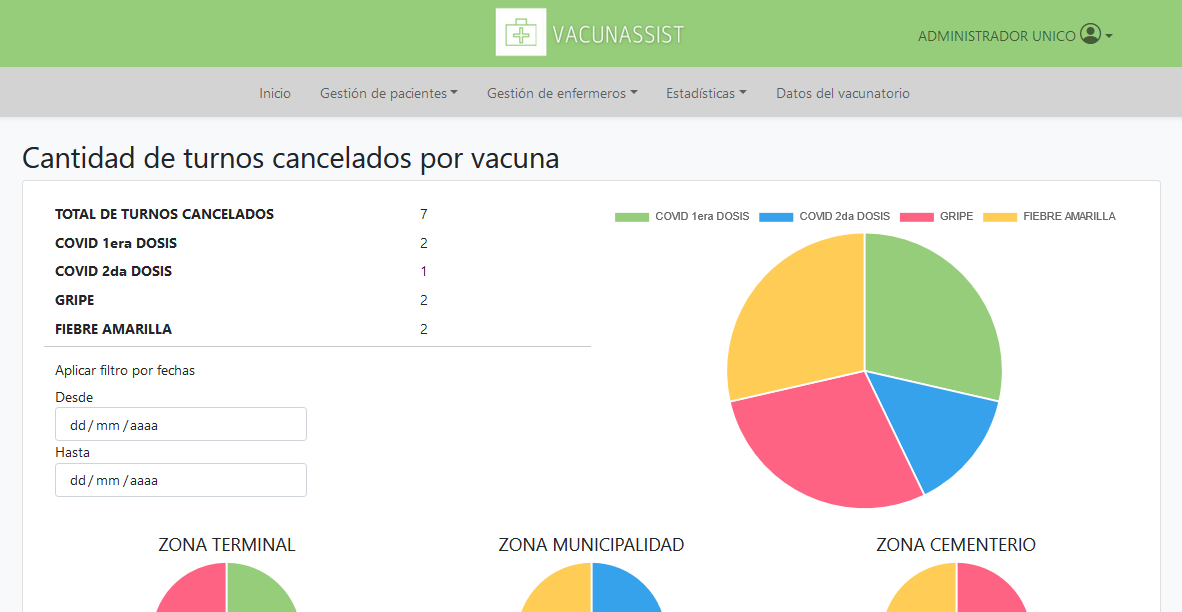 VACUNASSIST
ADMINISTRADOR UNICO
Inicio Gestión de pacientes Gestión de enfermeros Estadísticas Datos del vacunatorio
Cantidad de turnos cancelados por vacuna
TOTAL DE TURNOS CANCELADOS 7
COVID 1era DOSIS 2
COVID 2da DOSIS 1
GRIPE 2
FIEBRE AMARILLA 2
Aplicar filtro por fechas
Desde
dd/mm/aaaa
Hasta
dd/mm/aaaa
COVID 1era DOSIS COVID 2da DOSIS GRIPE FIEBRE AMARILLA
ZONA TERMINAL ZONA MUNICIPALIDAD ZONA CEMENTERIO